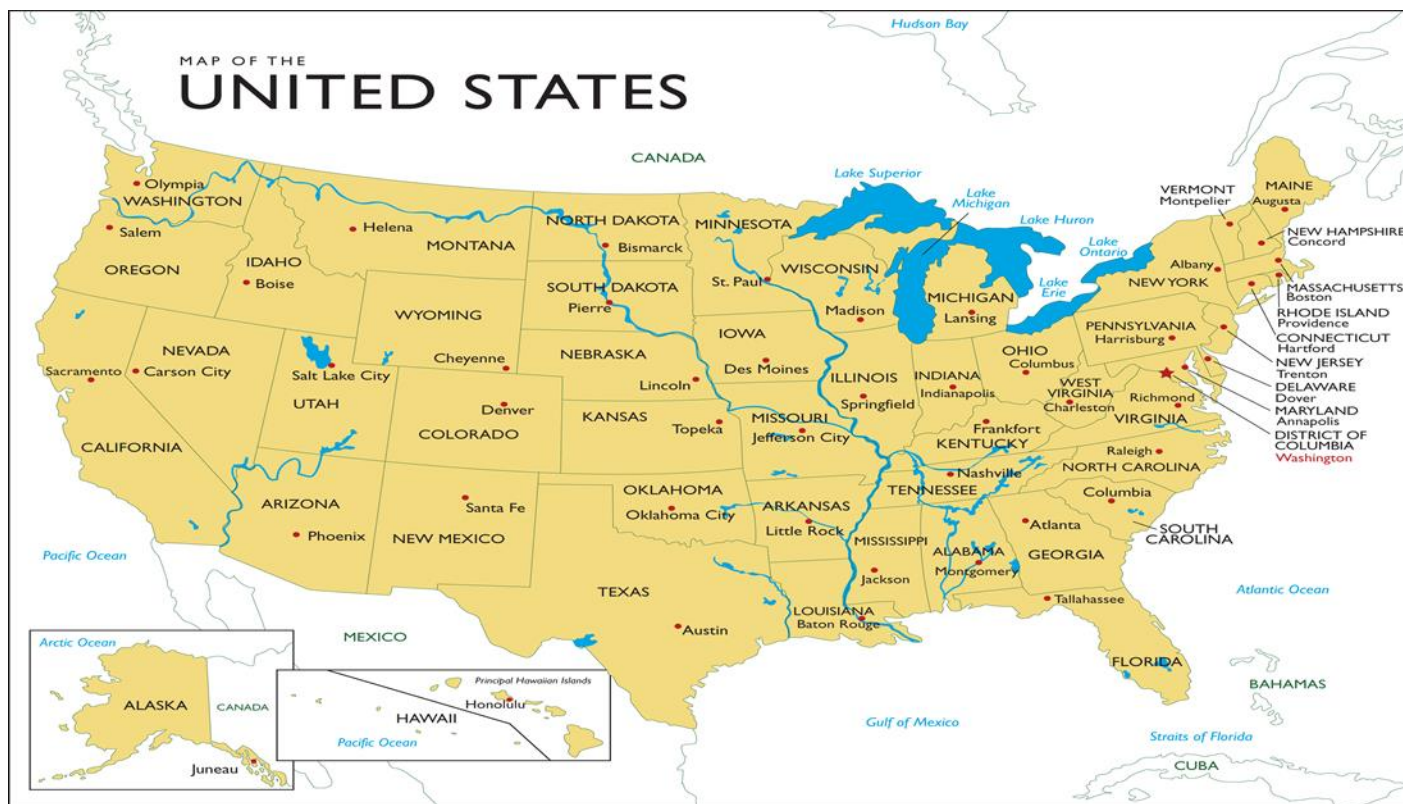 Hudson Bay
MAP OF THE
UNITED STATES
CANADA
Lake Superior
Lake
Michigan
Lake Huron
Lake
Ontario
Lake
Erie
VERMONT
Montpelier
MAINE
Augusta
NEW HAMPSHIRE
Concord
MASSACHUSETTS
Boston
RHODE ISLAND
Providence
CONNECTICUT
Hartford
NEW JERSEY
Trenton
DELAWARE
Dover
MARYLAND
Annapolis
DISTRICT OF
COLUMBIA
Washington
Olympia
WASHINGTON
Salem
OREGON
IDAHO
Boise
Helena
MONTANA
NORTH DAKOTA
Bismarck
MINNESOTA
St. Paul
WISCONSIN
Madison
MICHIGAN
Lansing
Albany
NEW YORK
SOUTH DAKOTA
Pierre
WYOMING
Cheyenne
IOWA
Des Moines
NEBRASKA
Lincoln
PENNSYLVANIA
Harrisburg
OHIO
Columbus
INDIANA
Indianapolis
ILLINOIS
Springfield
NEVADA
Carson City
Sacramento
CALIFORNIA
Salt Lake City
UTAH
Denver
COLORADO
KANSAS
Topeka
MISSOURI
Jefferson City
WEST
VIRGINIA
Charleston
Richmond
VIRGINIA
Frankfort
KENTUCKY
Nashville
TENNESSEE
Raleigh
NORTH CAROLINA
Columbia
SOUTH
CAROLINA
ARIZONA
Phoenix
Santa Fe
NEW MEXICO
OKLAHOMA
Oklahoma City
ARKANSAS
Little Rock
MISSISSIPPI
Jackson
ALABAMA
Montgomery
Atlanta
GEORGIA
TEXAS
Austin
LOUISIANA
Baton Rouge
Tallahassee
FLORIDA
Pacific Ocean
Atlantic Ocean
MEXICO
Gulf of Mexico
BAHAMAS
Straits of Florida
CUBA
Arctic Ocean
ALASKA
CANADA
Juneau
Principal Hawaiian Islands
Honolulu
HAWAII
Pacific Ocean